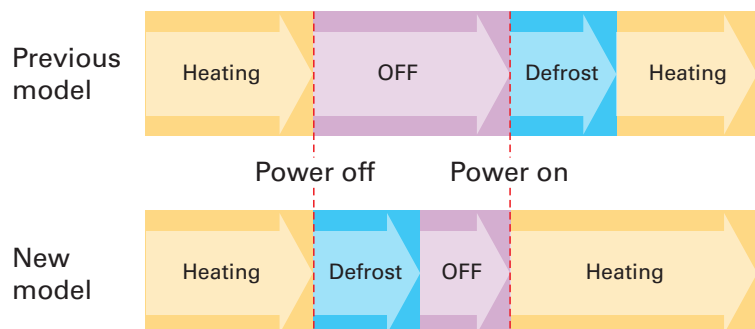 Previous
model
Heating
OFF
Defrost
Heating
Power off
Power on
New
model
Heating
Defrost
OFF
Heating